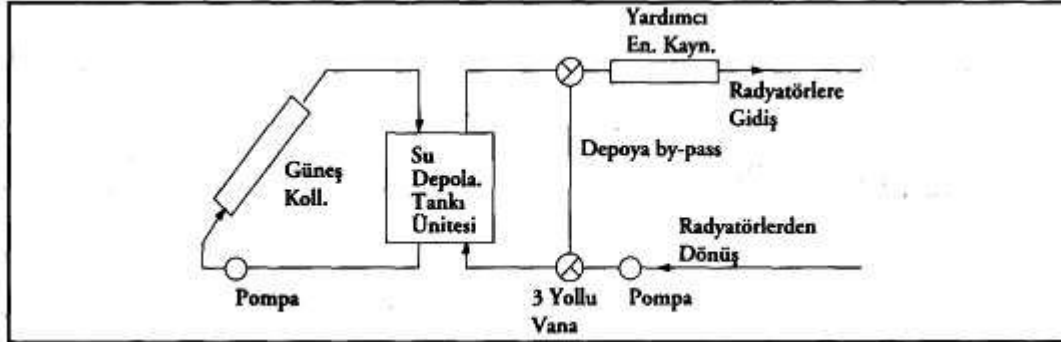 Yardımcı
En. Kayn.
Radyatörlere
Gidiş
Güneş
Koll.
Su
Depola.
Tankı
Ünitesi
Depoya by-pass
Radyatörlerden
Dönüş
Pompa
3 Yollu
Vana
Pompa